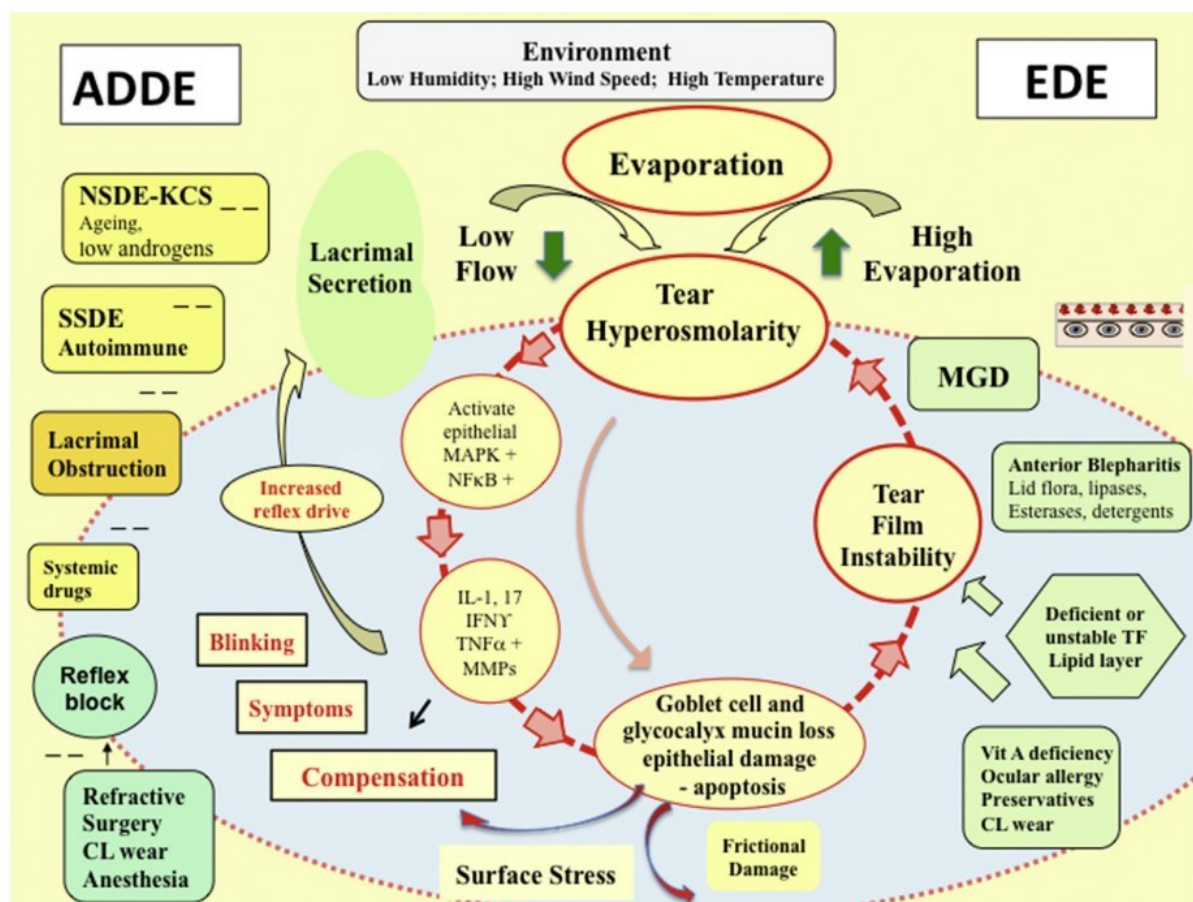 Environment
Low Humidity; High Wind Speed; High Temperature
ADDE
EDE
Evaporation
NSDE-KCS
Ageing,
low androgens
Lacrimal
Secretion
Low
Flow
High
Evaporation
Tear
Hyperosmolarity
SSDE
Autoimmune
MGD
Activate
epithelial
MAPK +
NFκB +
Lacrimal
Obstruction
Increased
reflex drive
Tear
Film
Instability
Anterior Blepharitis
Lid flora, lipases,
Esterases, detergents
Systemic
drugs
IL-1, 17
IFNϒ
TNFα +
MMPs
Blinking
Deficient or
unstable TF
Lipid layer
Reflex
block
Symptoms
Goblet cell and
glycocalyx mucin loss
epithelial damage
- apoptosis
Compensation
Vit A deficiency
Ocular allergy
Preservatives
CL wear
Refractive
Surgery
CL wear
Anesthesia
Surface Stress
Frictional
Damage